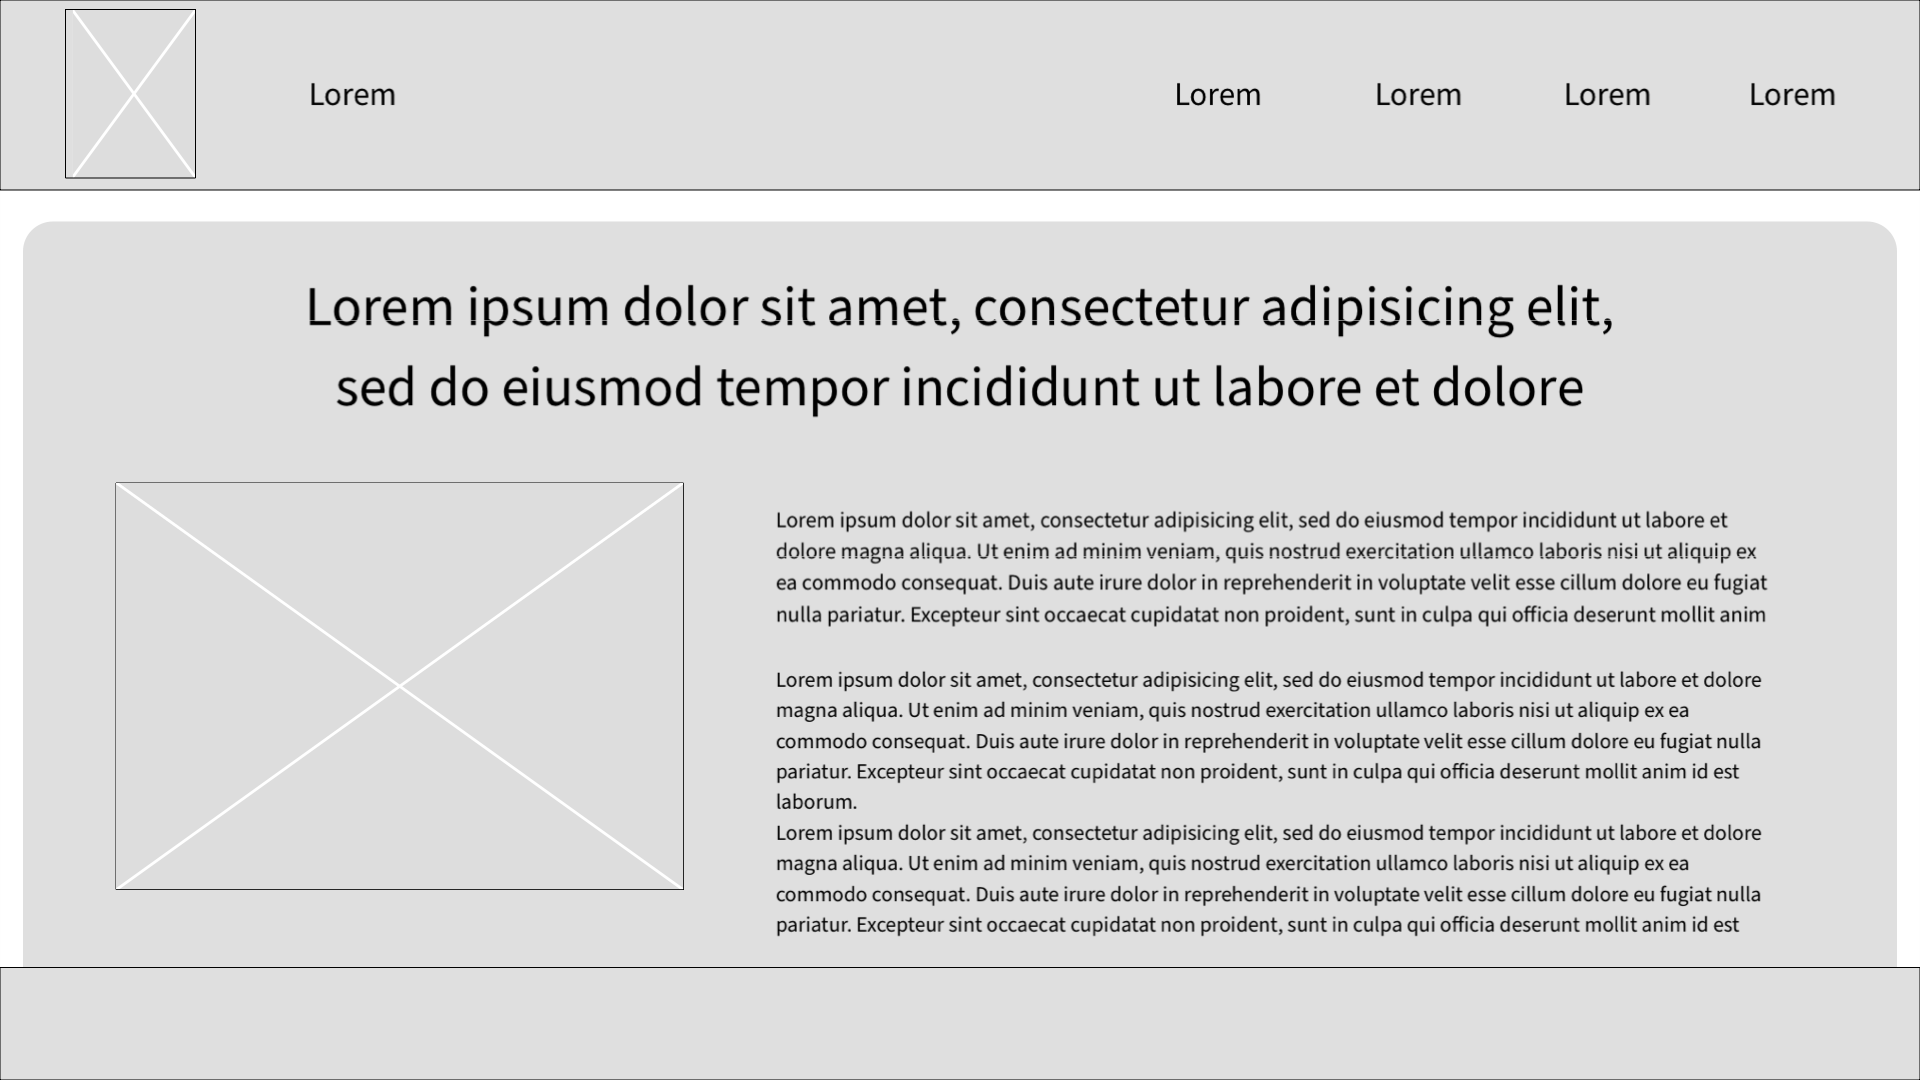 Lorem
Lorem
Lorem
Lorem
Lorem
Lorem ipsum dolor sit amet, consectetur adipisicing elit,
sed do eiusmod tempor incididunt ut labore et dolore
Lorem ipsum dolor sit amet, consectetur adipisicing elit, sed do eiusmod tempor incididunt ut labore et
dolore magna aliqua. Ut enim ad minim veniam, quis nostrud exercitation ullamco laboris nisi ut aliquip ex
ea commodo consequat. Duis aute irure dolor in reprehenderit in voluptate velit esse cillum dolore eu fugiat
nulla pariatur. Excepteur sint occaecat cupidatat non proident, sunt in culpa qui officia deserunt mollit anim
Lorem ipsum dolor sit amet, consectetur adipisicing elit, sed do eiusmod tempor incididunt ut labore et dolore
magna aliqua. Ut enim ad minim veniam, quis nostrud exercitation ullamco laboris nisi ut aliquip ex ea
commodo consequat. Duis aute irure dolor in reprehenderit in voluptate velit esse cillum dolore eu fugiat nulla
pariatur. Excepteur sint occaecat cupidatat non proident, sunt in culpa qui officia deserunt mollit anim id est
laborum.
Lorem ipsum dolor sit amet, consectetur adipisicing elit, sed do eiusmod tempor incididunt ut labore et dolore
magna aliqua. Ut enim ad minim veniam, quis nostrud exercitation ullamco laboris nisi ut aliquip ex ea
commodo consequat. Duis aute irure dolor in reprehenderit in voluptate velit esse cillum dolore eu fugiat nulla
pariatur. Excepteur sint occaecat cupidatat non proident, sunt in culpa qui officia deserunt mollit anim id est